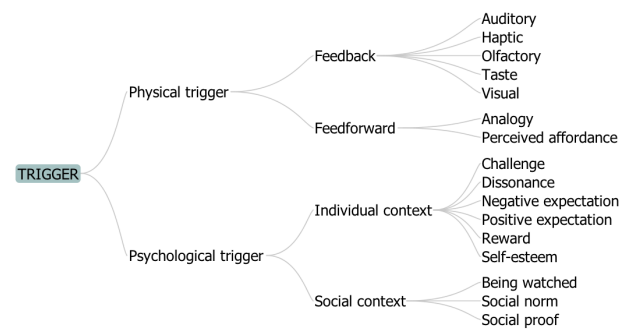 TRIGGER
Physical trigger
Feedback
Auditory
Haptic
Olfactory
Taste
Visual
Feedforward
Analogy
Perceived affordance
Psychological trigger
Individual context
Challenge
Dissonance
Negative expectation
Positive expectation
Reward
Self-esteem
Social context
Being watched
Social norm
Social proof